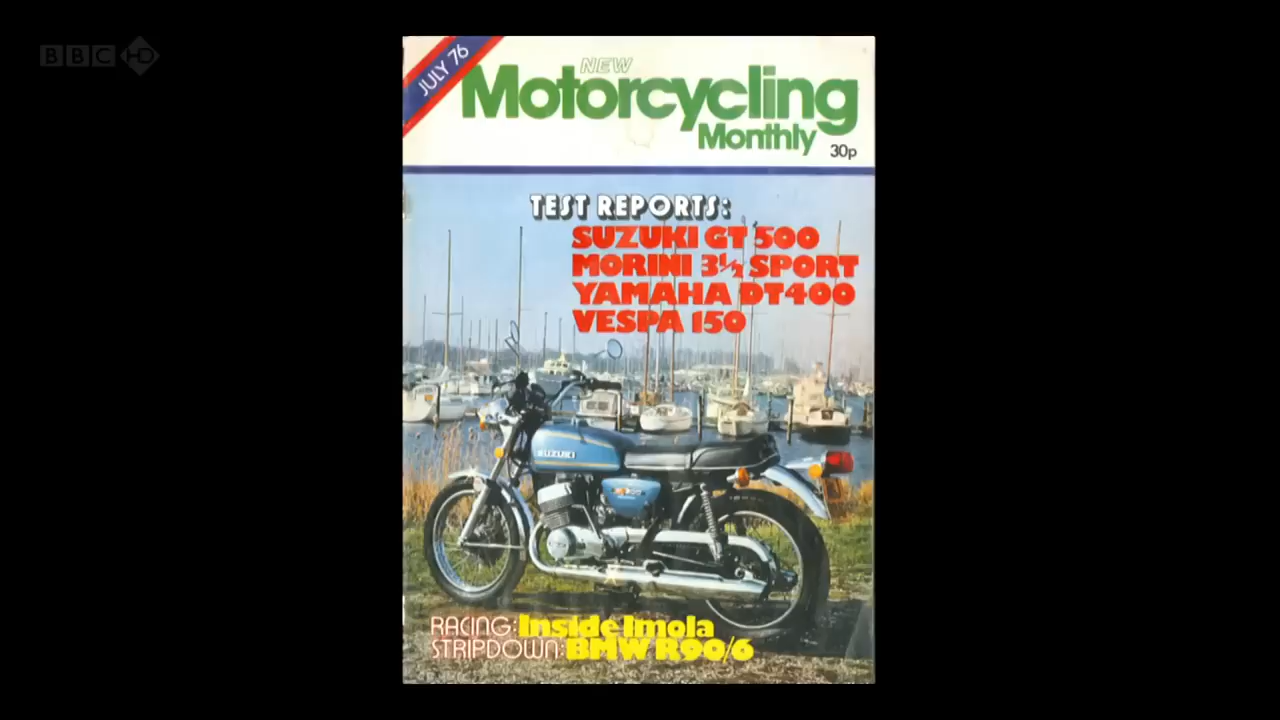 BBC HD
JULY 76
NEW
Motorcycling
Monthly
30p
TEST REPORTS:
SUZUKI GT 500
MORINI 3½ SPORT
YAMAHA DT400
VESPA 150
SUZUKI
RACING: Inside Imola
STRIPDOWN: BMW R90/6